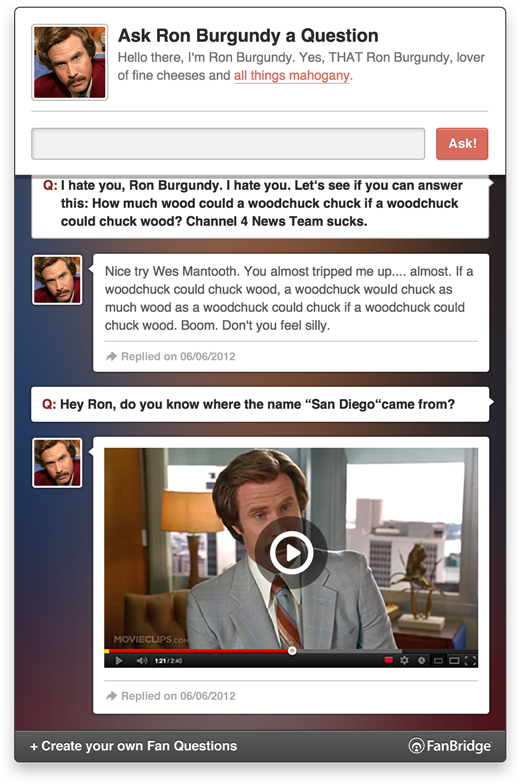 Ask Ron Burgundy a Question
Hello there, I'm Ron Burgundy. Yes, THAT Ron Burgundy, lover
of fine cheeses and all things mahogany.
Ask!
Q: I hate you, Ron Burgundy. I hate you. Let's see if you can answer
this: How much wood could a woodchuck chuck if a woodchuck
could chuck wood? Channel 4 News Team sucks.
Nice try Wes Mantooth. You almost tripped me up.... almost. If a
woodchuck could chuck wood, a woodchuck would chuck as
much wood as a woodchuck could chuck if a woodchuck could
chuck wood. Boom. Don't you feel silly.
Replied on 06/06/2012
Q: Hey Ron, do you know where the name “San Diego“came from?
MOVIECLIPS.COM
1:21 / 2:40
Replied on 06/06/2012
+ Create your own Fan Questions
FanBridge